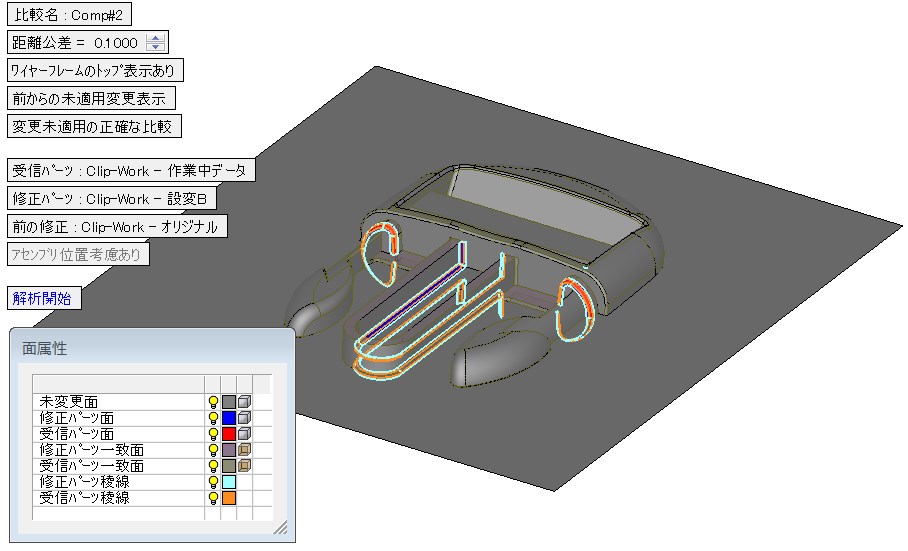 比較名 : Comp#2
距離公差 = 0.1000
ﾜｲﾔｰﾌﾚｰﾑのﾄｯﾌﾟ表示あり
前からの未適用変更表示
変更未適用の正確な比較
受信ﾊﾟｰﾂ : Clip-Work - 作業中データ
修正ﾊﾟｰﾂ : Clip-Work - 設変B
前の修正 : Clip-Work - オリジナル
ｱｾﾝﾌﾞﾘ位置考慮あり
解析開始
面属性
未変更面
修正ﾊﾟｰﾂ面
受信ﾊﾟｰﾂ面
修正ﾊﾟｰﾂ一致面
受信ﾊﾟｰﾂ一致面
修正ﾊﾟｰﾂ稜線
受信ﾊﾟｰﾂ稜線